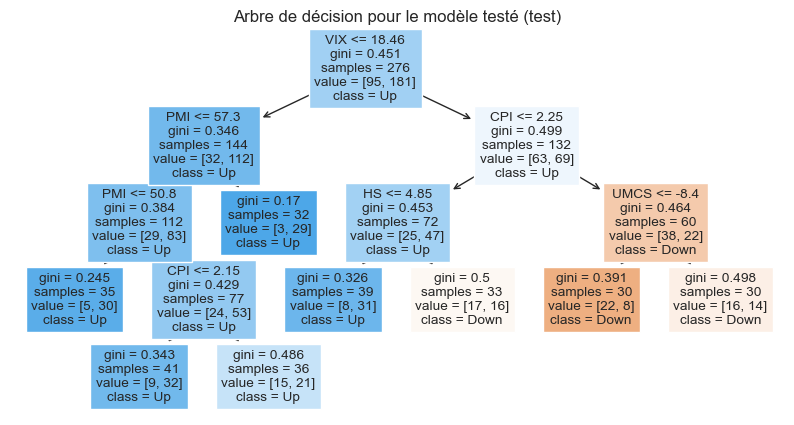 Arbre de décision pour le modèle testé (test)
VIX <= 18.46
gini = 0.451
samples = 276
value = [95, 181]
class = Up
PMI <= 57.3
gini = 0.346
samples = 144
value = [32, 112]
class = Up
CPI <= 2.25
gini = 0.499
samples = 132
value = [63, 69]
class = Up
PMI <= 50.8
gini = 0.384
samples = 112
value = [29, 83]
class = Up
gini = 0.17
samples = 32
value = [3, 29]
class = Up
HS <= 4.85
gini = 0.453
samples = 72
value = [25, 47]
class = Up
UMCS <= -8.4
gini = 0.464
samples = 60
value = [38, 22]
class = Down
gini = 0.245
samples = 35
value = [5, 30]
class = Up
CPI <= 2.15
gini = 0.429
samples = 77
value = [24, 53]
class = Up
gini = 0.326
samples = 39
value = [8, 31]
class = Up
gini = 0.5
samples = 33
value = [17, 16]
class = Down
gini = 0.391
samples = 30
value = [22, 8]
class = Down
gini = 0.498
samples = 30
value = [16, 14]
class = Down
gini = 0.343
samples = 41
value = [9, 32]
class = Up
gini = 0.486
samples = 36
value = [15, 21]
class = Up